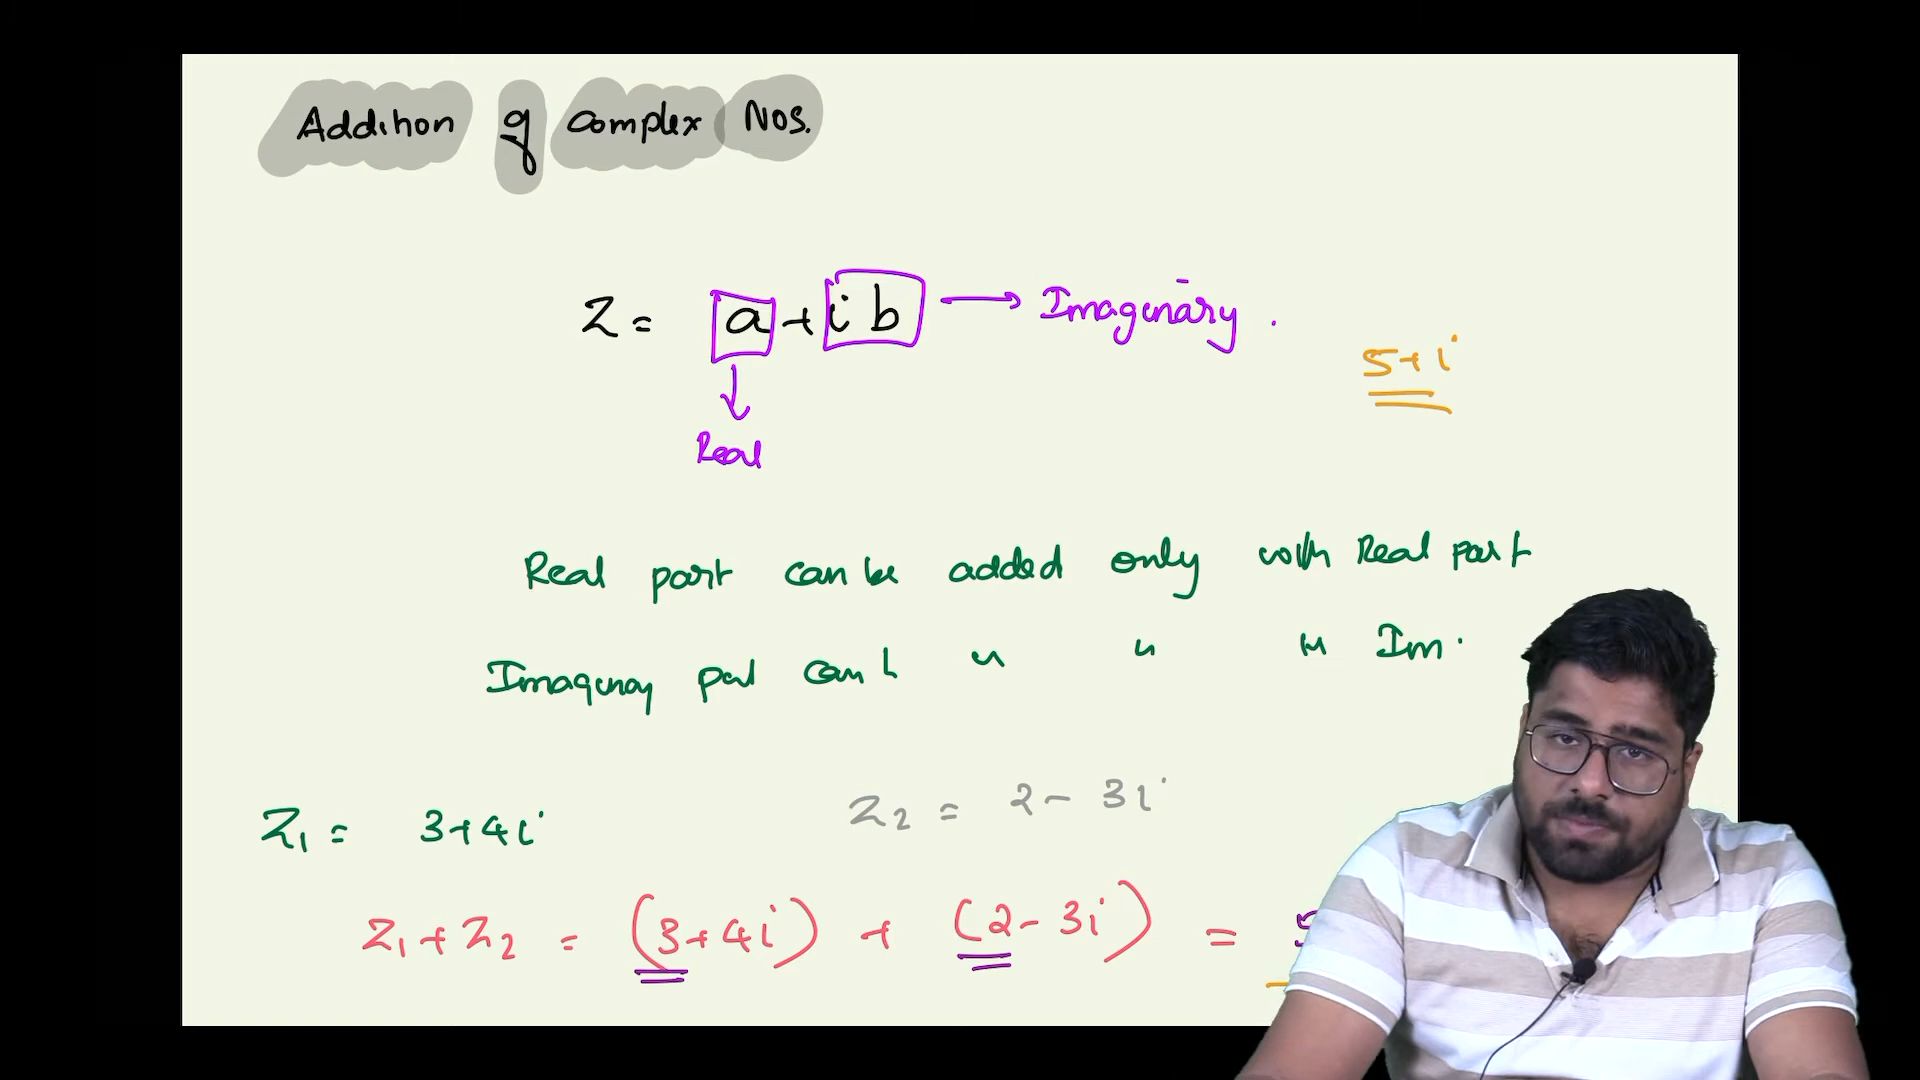 Addition of Complex Nos.
Z = a + i b → Imaginary.
5 + i
Real
Real part can be added only with Real part
Imaginary part can b " " " Im.
Z1 = 3+4i
Z2 = 2 - 3i
Z1 + Z2 = (3+4i) + (2-3i) = 5